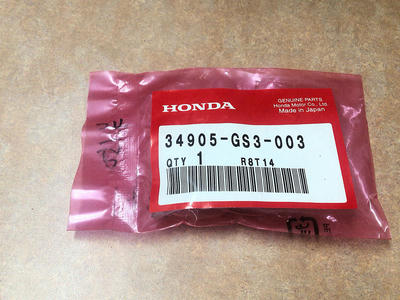 HONDA
GENUINE PARTS
Honda Motor Co., Ltd.
Made in Japan
34905-GS3-003
QTY 1 R8T14